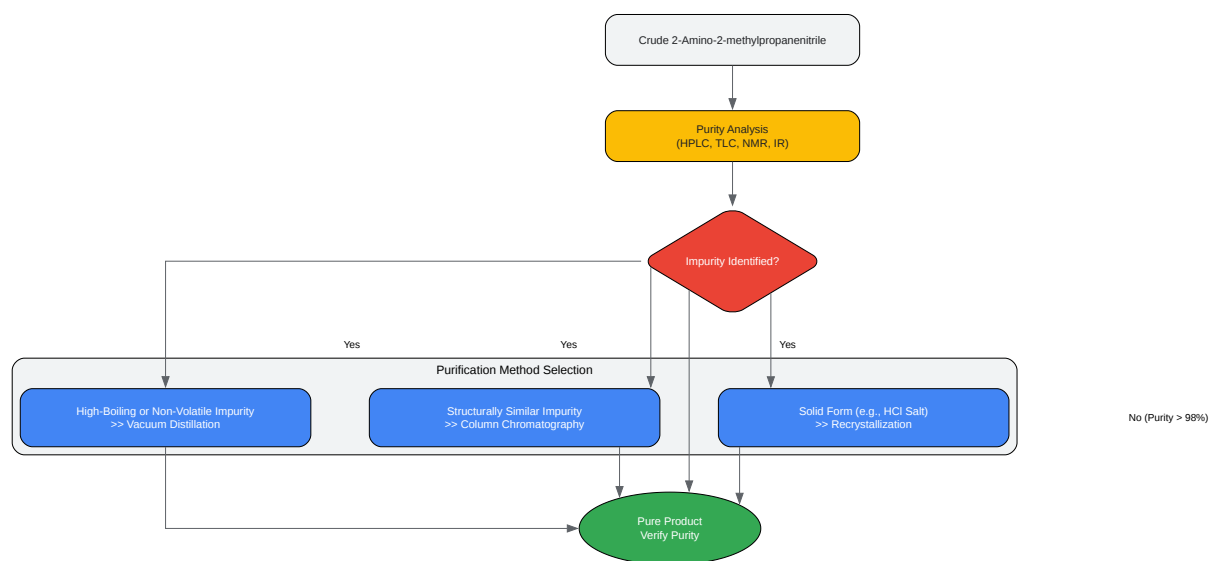 Crude 2-Amino-2-methylpropanenitrile
Purity Analysis
(HPLC, TLC, NMR, IR)
Impurity Identified?
Yes
Yes
Yes
Purification Method Selection
High-Boiling or Non-Volatile Impurity
>> Vacuum Distillation
Structurally Similar Impurity
>> Column Chromatography
Solid Form (e.g., HCl Salt)
>> Recrystallization
No (Purity > 98%)
Pure Product
Verify Purity